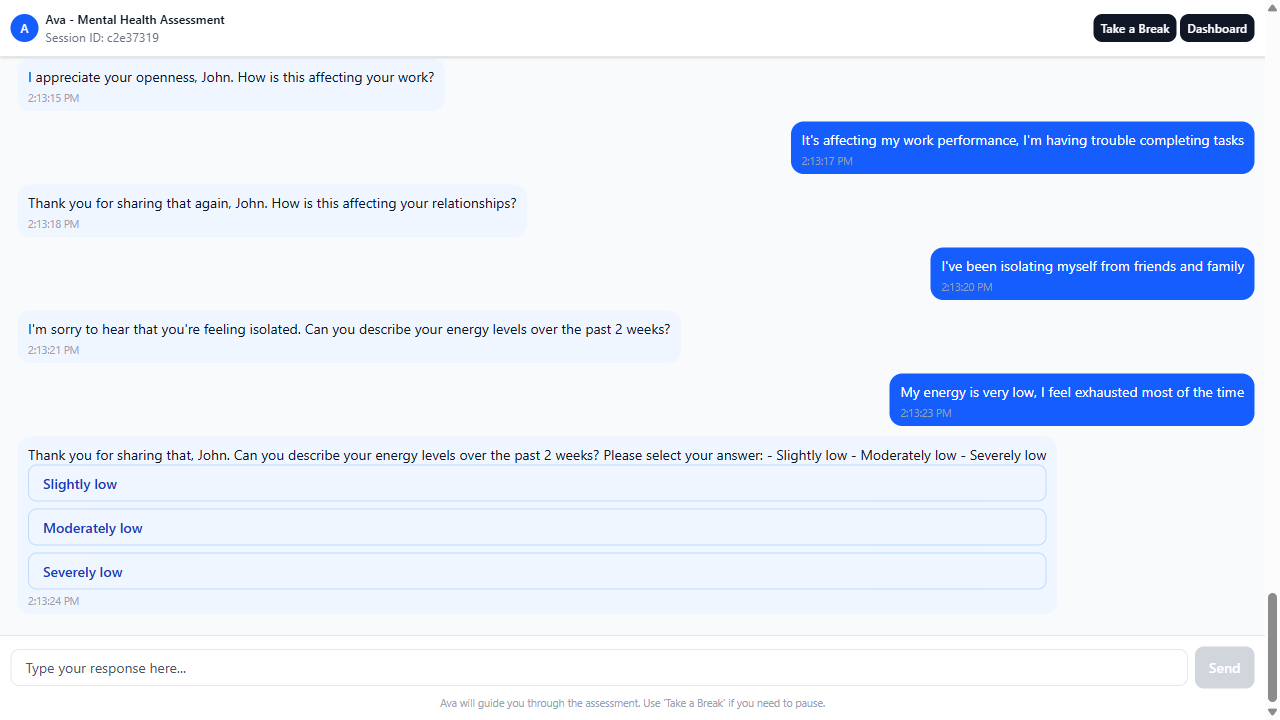 A
Ava - Mental Health Assessment
Session ID: c2e37319
Take a Break
Dashboard
I appreciate your openness, John. How is this affecting your work?
2:13:15 PM
It's affecting my work performance, I'm having trouble completing tasks
2:13:17 PM
Thank you for sharing that again, John. How is this affecting your relationships?
2:13:18 PM
I've been isolating myself from friends and family
2:13:20 PM
I'm sorry to hear that you're feeling isolated. Can you describe your energy levels over the past 2 weeks?
2:13:21 PM
My energy is very low, I feel exhausted most of the time
2:13:23 PM
Thank you for sharing that, John. Can you describe your energy levels over the past 2 weeks? Please select your answer: - Slightly low - Moderately low - Severely low
Slightly low
Moderately low
Severely low
2:13:24 PM
Type your response here...
Send
Ava will guide you through the assessment. Use 'Take a Break' if you need to pause.